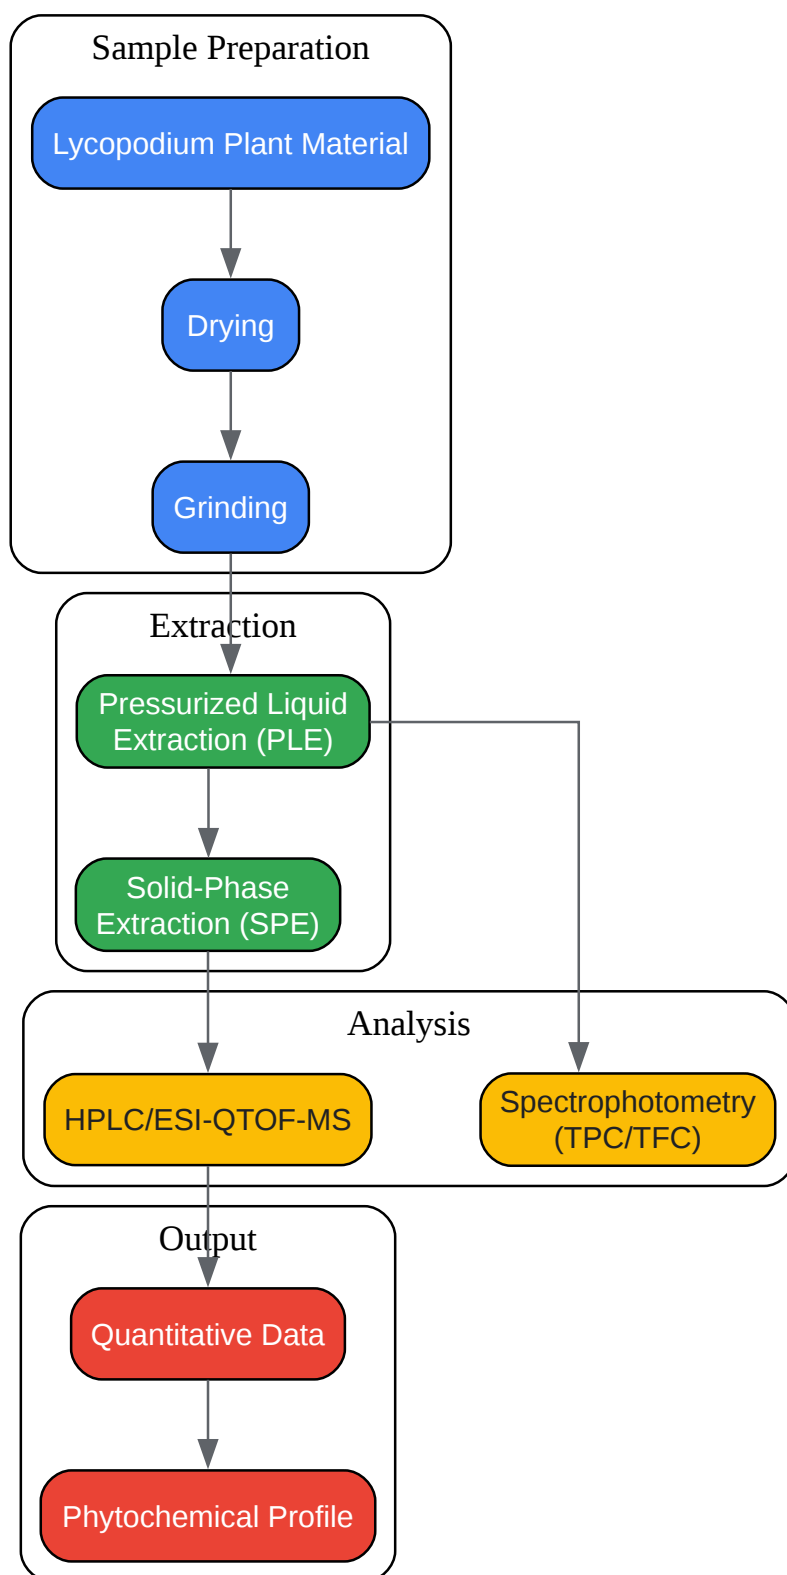 Sample Preparation
Lycopodium Plant Material
Drying
Grinding
Extraction
Pressurized Liquid
Extraction (PLE)
Solid-Phase
Extraction (SPE)
Analysis
HPLC/ESI-QTOF-MS
Spectrophotometry
(TPC/TFC)
Output
Quantitative Data
Phytochemical Profile